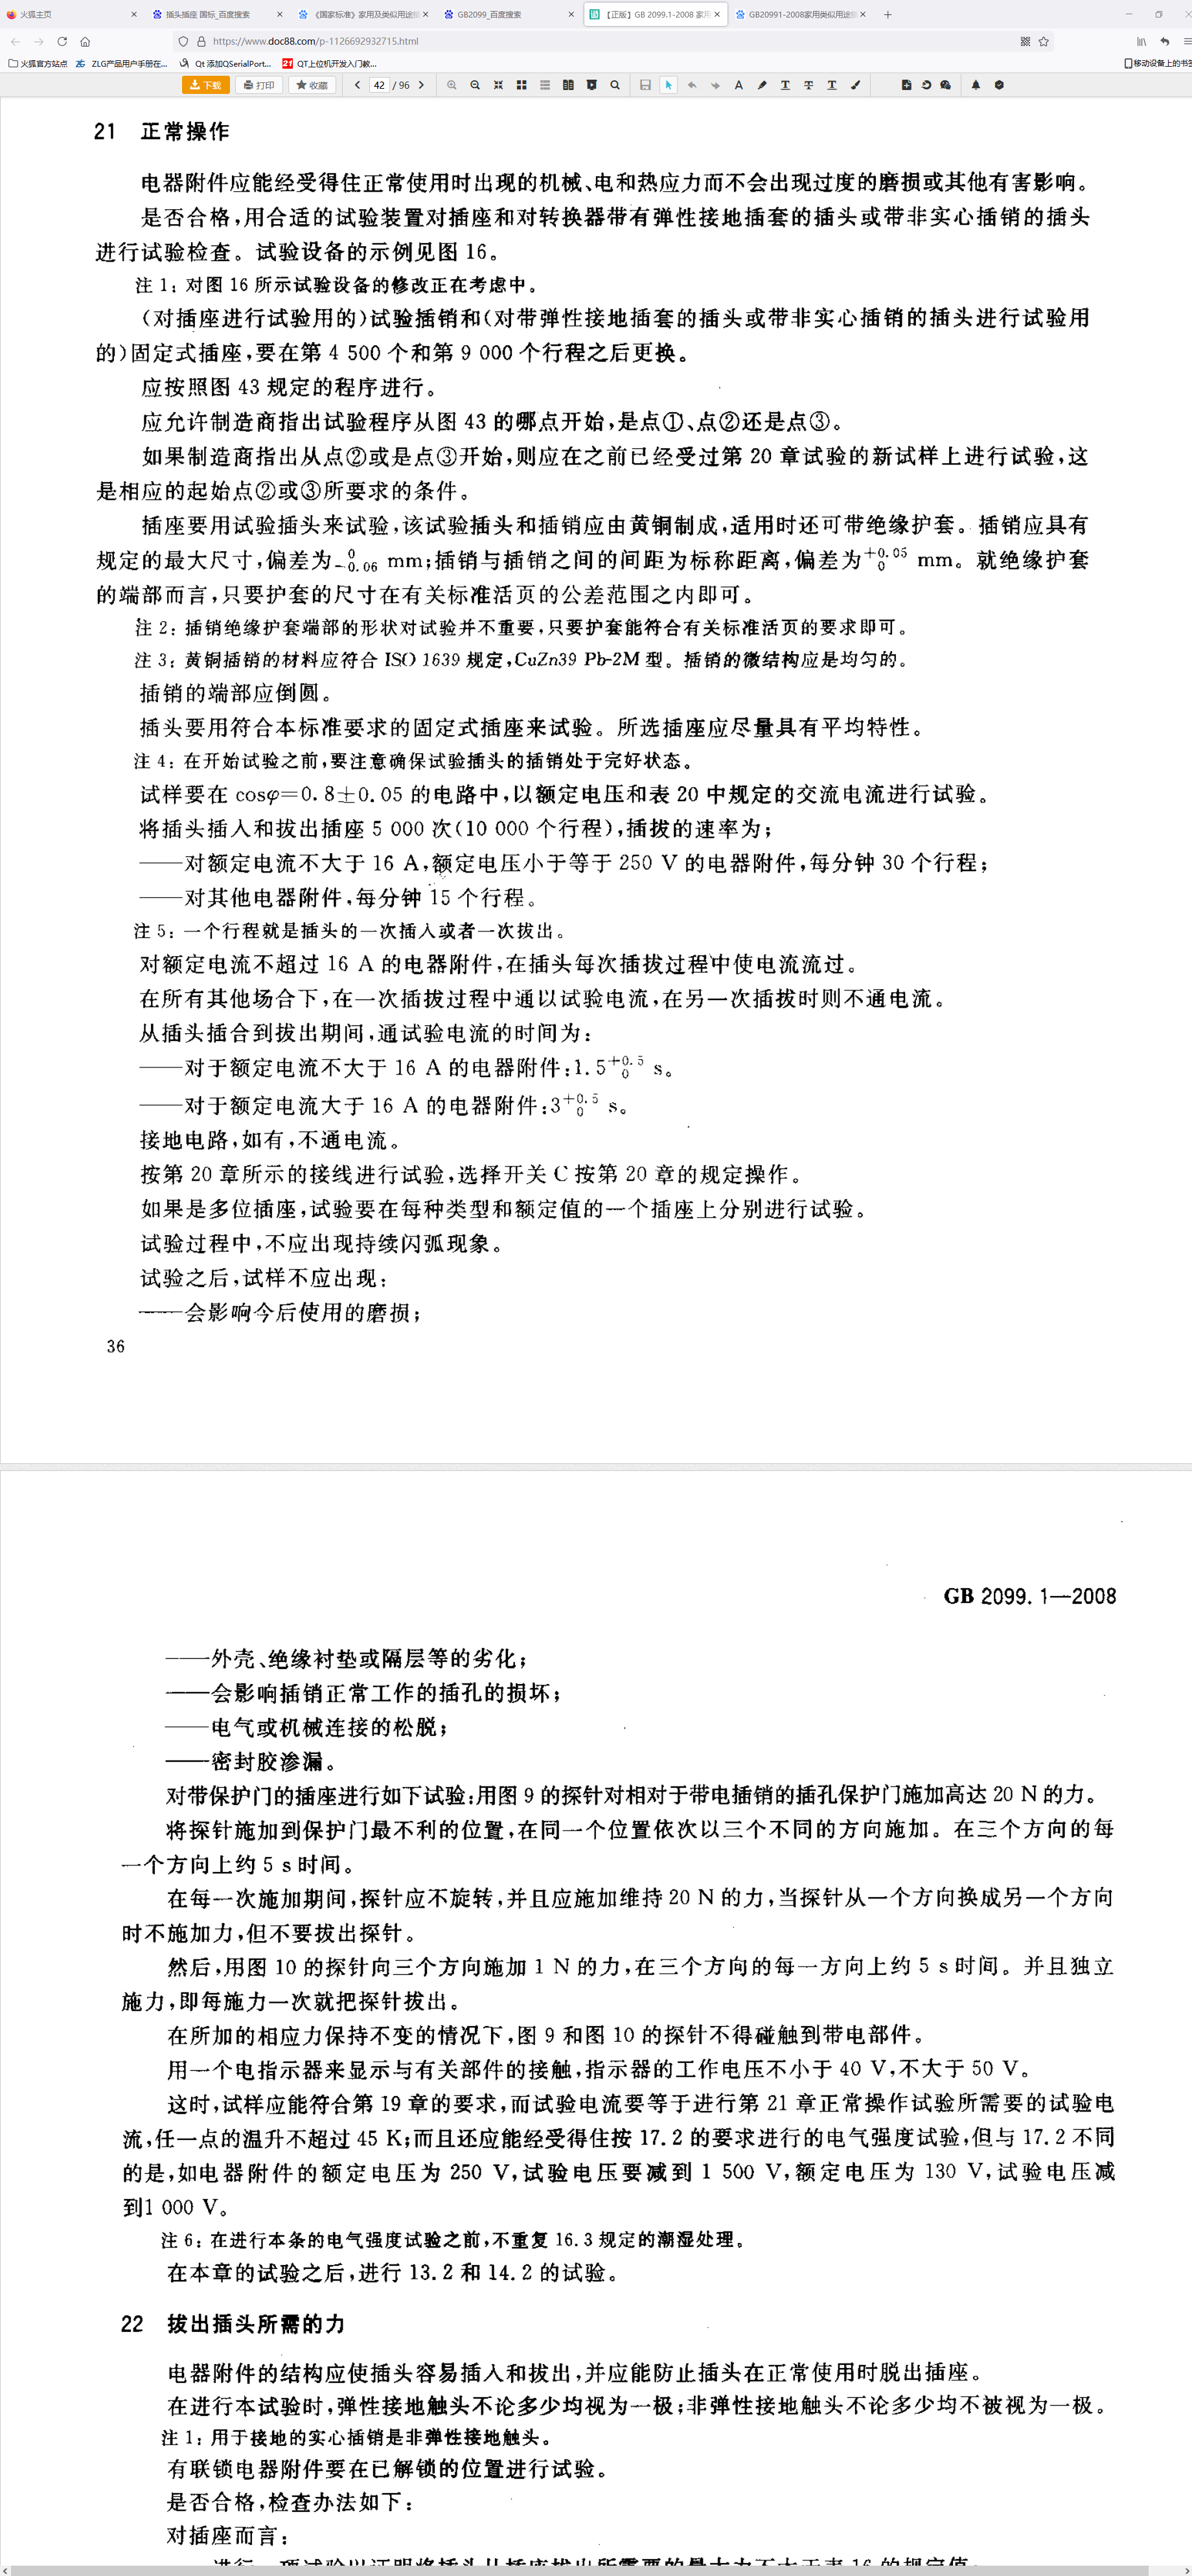 火狐主页
插头插座 国标_百度搜索
《国家标准》家用及类似用途插
GB2099_百度搜索
【正版】GB 2099.1-2008 家用
GB20991-2008家用类似用途插
https://www.doc88.com/p-1126692932715.html
火狐官方站点
ZLG产品用户手册在...
Qt 添加QSerialPort...
QT上位机开发入门教...
移动设备上的书签
下载
打印
收藏
42 / 96
21 正常操作
电器附件应能经受得住正常使用时出现的机械、电和热应力而不会出现过度的磨损或其他有害影响。
是否合格,用合适的试验装置对插座和对转换器带有弹性接地插套的插头或带非实心插销的插头
进行试验检查。试验设备的示例见图 16。
注 1: 对图 16 所示试验设备的修改正在考虑中。
(对插座进行试验用的)试验插销和(对带弹性接地插套的插头或带非实心插销的插头进行试验用
的)固定式插座,要在第 4 500 个和第 9 000 个行程之后更换。
应按照图 43 规定的程序进行。
应允许制造商指出试验程序从图 43 的哪点开始,是点①、点②还是点③。
如果制造商指出从点②或是点③开始,则应在之前已经受过第 20 章试验的新试样上进行试验,这
是相应的起始点②或③所要求的条件。
插座要用试验插头来试验,该试验插头和插销应由黄铜制成,适用时还可带绝缘护套。插销应具有
规定的最大尺寸,偏差为 0 -0.06 mm;插销与插销之间的间距为标称距离,偏差为 +0.05 0 mm。就绝缘护套
的端部而言,只要护套的尺寸在有关标准活页的公差范围之内即可。
注 2: 插销绝缘护套端部的形状对试验并不重要,只要护套能符合有关标准活页的要求即可。
注 3: 黄铜插销的材料应符合 ISO 1639 规定,CuZn39 Pb-2M 型。插销的微结构应是均匀的。
插销的端部应倒圆。
插头要用符合本标准要求的固定式插座来试验。所选插座应尽量具有平均特性。
注 4: 在开始试验之前,要注意确保试验插头的插销处于完好状态。
试样要在 cosφ=0.8±0.05 的电路中,以额定电压和表 20 中规定的交流电流进行试验。
将插头插入和拔出插座 5 000 次(10 000 个行程),插拔的速率为;
——对额定电流不大于 16 A,额定电压小于等于 250 V 的电器附件,每分钟 30 个行程;
——对其他电器附件,每分钟 15 个行程。
注 5: 一个行程就是插头的一次插入或者一次拔出。
对额定电流不超过 16 A 的电器附件,在插头每次插拔过程中使电流流过。
在所有其他场合下,在一次插拔过程中通以试验电流,在另一次插拔时则不通电流。
从插头插合到拔出期间,通试验电流的时间为:
——对于额定电流不大于 16 A 的电器附件:1.5 +0.5 0 s。
——对于额定电流大于 16 A 的电器附件:3 +0.5 0 s。
接地电路,如有,不通电流。
按第 20 章所示的接线进行试验,选择开关 C 按第 20 章的规定操作。
如果是多位插座,试验要在每种类型和额定值的一个插座上分别进行试验。
试验过程中,不应出现持续闪弧现象。
试验之后,试样不应出现:
——会影响今后使用的磨损;
36
GB 2099.1—2008
——外壳、绝缘衬垫或隔层等的劣化;
——会影响插销正常工作的插孔的损坏;
——电气或机械连接的松脱;
——密封胶渗漏。
对带保护门的插座进行如下试验:用图 9 的探针对相对于带电插销的插孔保护门施加高达 20 N 的力。
将探针施加到保护门最不利的位置,在同一个位置依次以三个不同的方向施加。在三个方向的每
一个方向上约 5 s 时间。
在每一次施加期间,探针应不旋转,并且应施加维持 20 N 的力,当探针从一个方向换成另一个方向
时不施加力,但不要拔出探针。
然后,用图 10 的探针向三个方向施加 1 N 的力,在三个方向的每一方向上约 5 s 时间。并且独立
施力,即每施力一次就把探针拔出。
在所加的相应力保持不变的情况下,图 9 和图 10 的探针不得碰触到带电部件。
用一个电指示器来显示与有关部件的接触,指示器的工作电压不小于 40 V,不大于 50 V。
这时,试样应能符合第 19 章的要求,而试验电流要等于进行第 21 章正常操作试验所需要的试验电
流,任一点的温升不超过 45 K;而且还应能经受得住按 17.2 的要求进行的电气强度试验,但与 17.2 不同
的是,如电器附件的额定电压为 250 V,试验电压要减到 1 500 V,额定电压为 130 V,试验电压减
到1 000 V。
注 6: 在进行本条的电气强度试验之前,不重复 16.3 规定的潮湿处理。
在本章的试验之后,进行 13.2 和 14.2 的试验。
22 拔出插头所需的力
电器附件的结构应使插头容易插入和拔出,并应能防止插头在正常使用时脱出插座。
在进行本试验时,弹性接地触头不论多少均视为一极;非弹性接地触头不论多少均不被视为一极。
注 1: 用于接地的实心插销是非弹性接地触头。
有联锁电器附件要在已解锁的位置进行试验。
是否合格,检查办法如下:
对插座而言:
——进行一项试验以证明将插头从插座拔出所需要的最大力不大于表 16 的规定值。